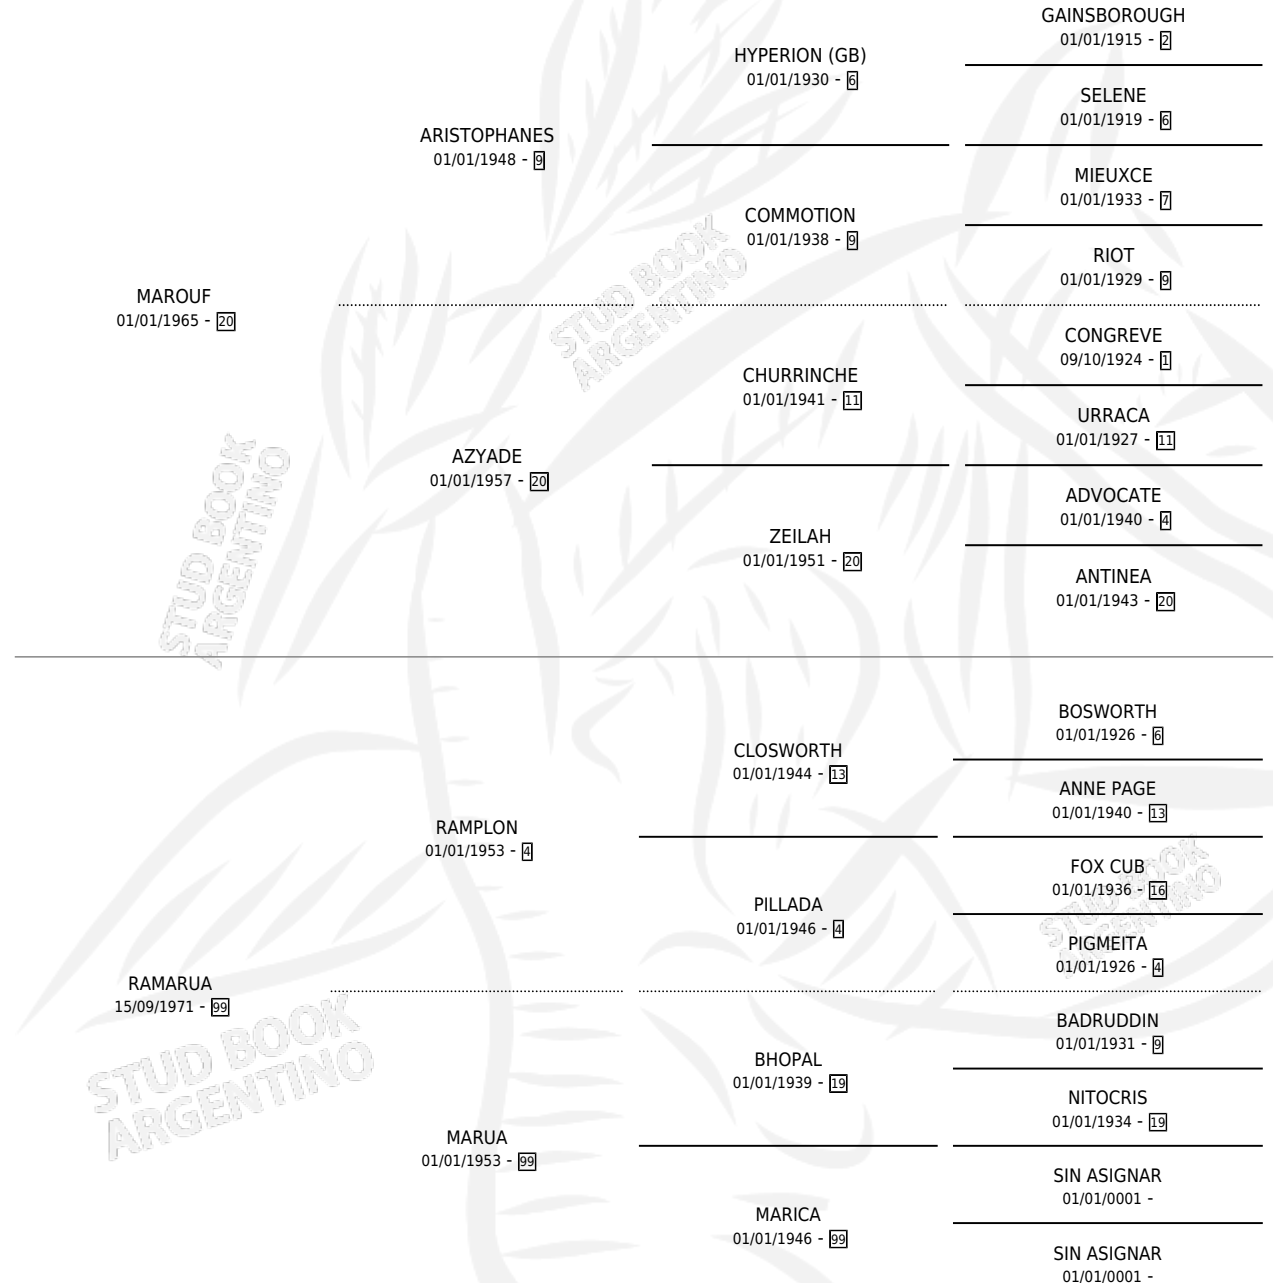 GAINSBOROUGH
01/01/1915 - 2
HYPERION (GB)
01/01/1930 - 6
SELENE
01/01/1919 - 6
ARISTOPHANES
01/01/1948 - 9
MIEUXCE
01/01/1933 - 7
COMMOTION
01/01/1938 - 9
RIOT
01/01/1929 - 9
MAROUF
01/01/1965 - 20
CONGREVE
09/10/1924 - 1
CHURRINCHE
01/01/1941 - 11
URRACA
01/01/1927 - 11
AZYADE
01/01/1957 - 20
ADVOCATE
01/01/1940 - 4
ZEILAH
01/01/1951 - 20
ANTINEA
01/01/1943 - 20
STUD BOOK
ARGENTINO
STUD BOOK
ARGENTINO
BOSWORTH
01/01/1926 - 6
CLOSWORTH
01/01/1944 - 13
ANNE PAGE
01/01/1940 - 13
RAMPLON
01/01/1953 - 4
FOX CUB
01/01/1936 - 16
PILLADA
01/01/1946 - 4
PIGMEITA
01/01/1926 - 4
RAMARUA
15/09/1971 - 99
BADRUDDIN
01/01/1931 - 9
BHOPAL
01/01/1939 - 19
NITOCRIS
01/01/1934 - 19
MARUA
01/01/1953 - 99
SIN ASIGNAR
01/01/0001 -
MARICA
01/01/1946 - 99
SIN ASIGNAR
01/01/0001 -
STUD BOOK
ARGENTINO
STUD BOOK
ARGENTINO